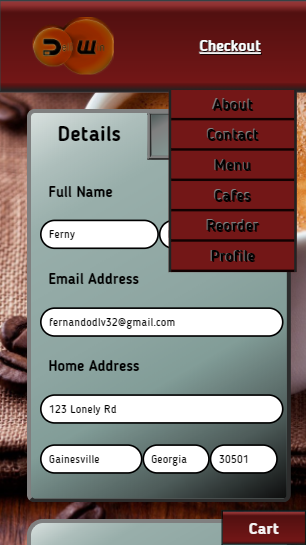 Checkout
About
Details
Contact
Menu
Full Name
Cafes
Ferny
Reorder
Profile
Email Address
fernandodlv32@gmail.com
Home Address
123 Lonely Rd
Gainesville Georgia 30501
Cart